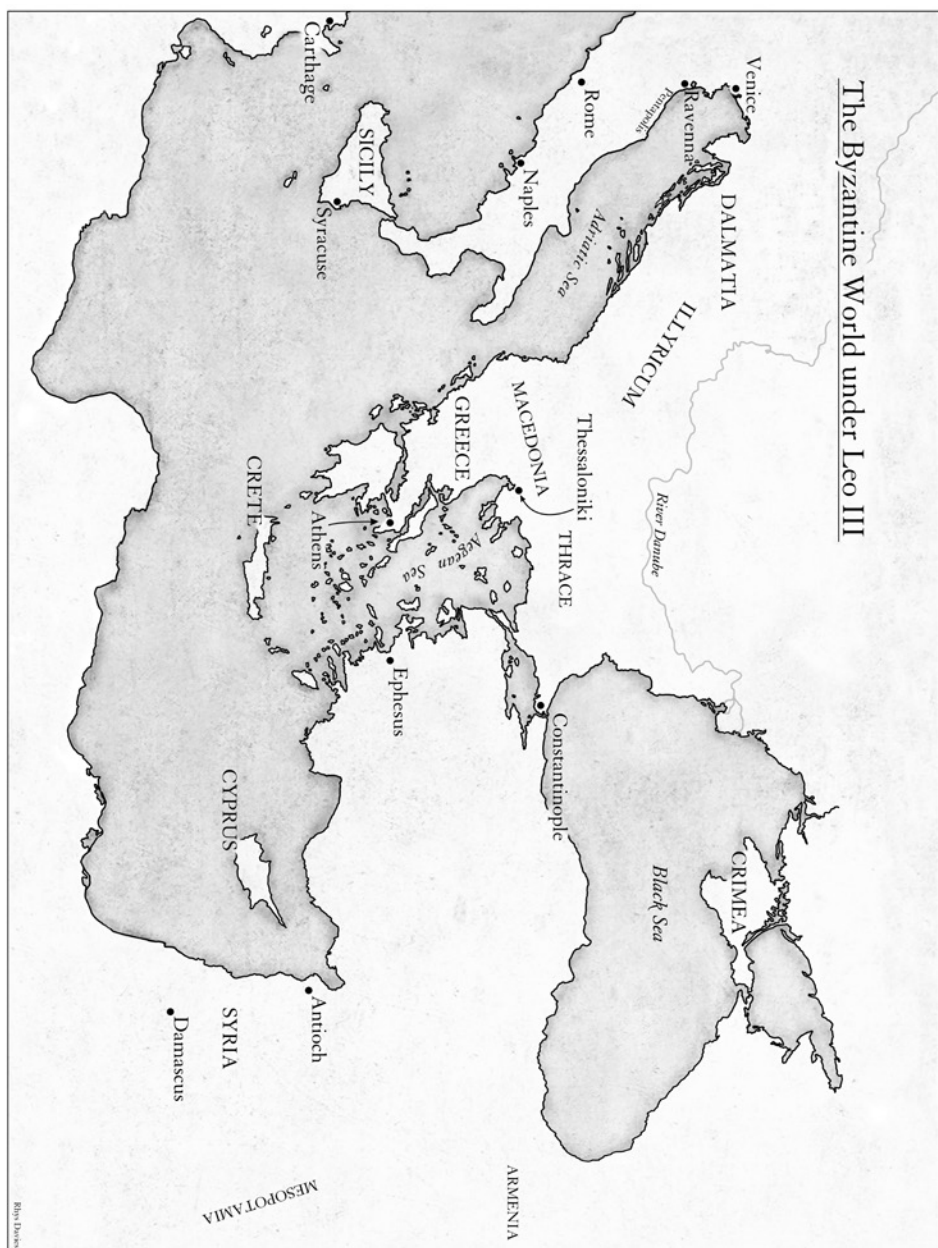 The Byzantine World under Leo III
Venice
Ravenna
Pentapolis
DALMATIA
Rome
Adriatic Sea
ILLYRICUM
Naples
Carthage
SICILY
Syracuse
River Danube
CRIMEA
Black Sea
Thessaloniki
MACEDONIA
THRACE
Constantinople
GREECE
Aegean
Sea
Athens
Ephesus
CRETE
CYPRUS
ARMENIA
Antioch
SYRIA
Damascus
MESOPOTAMIA
Rhys Davies